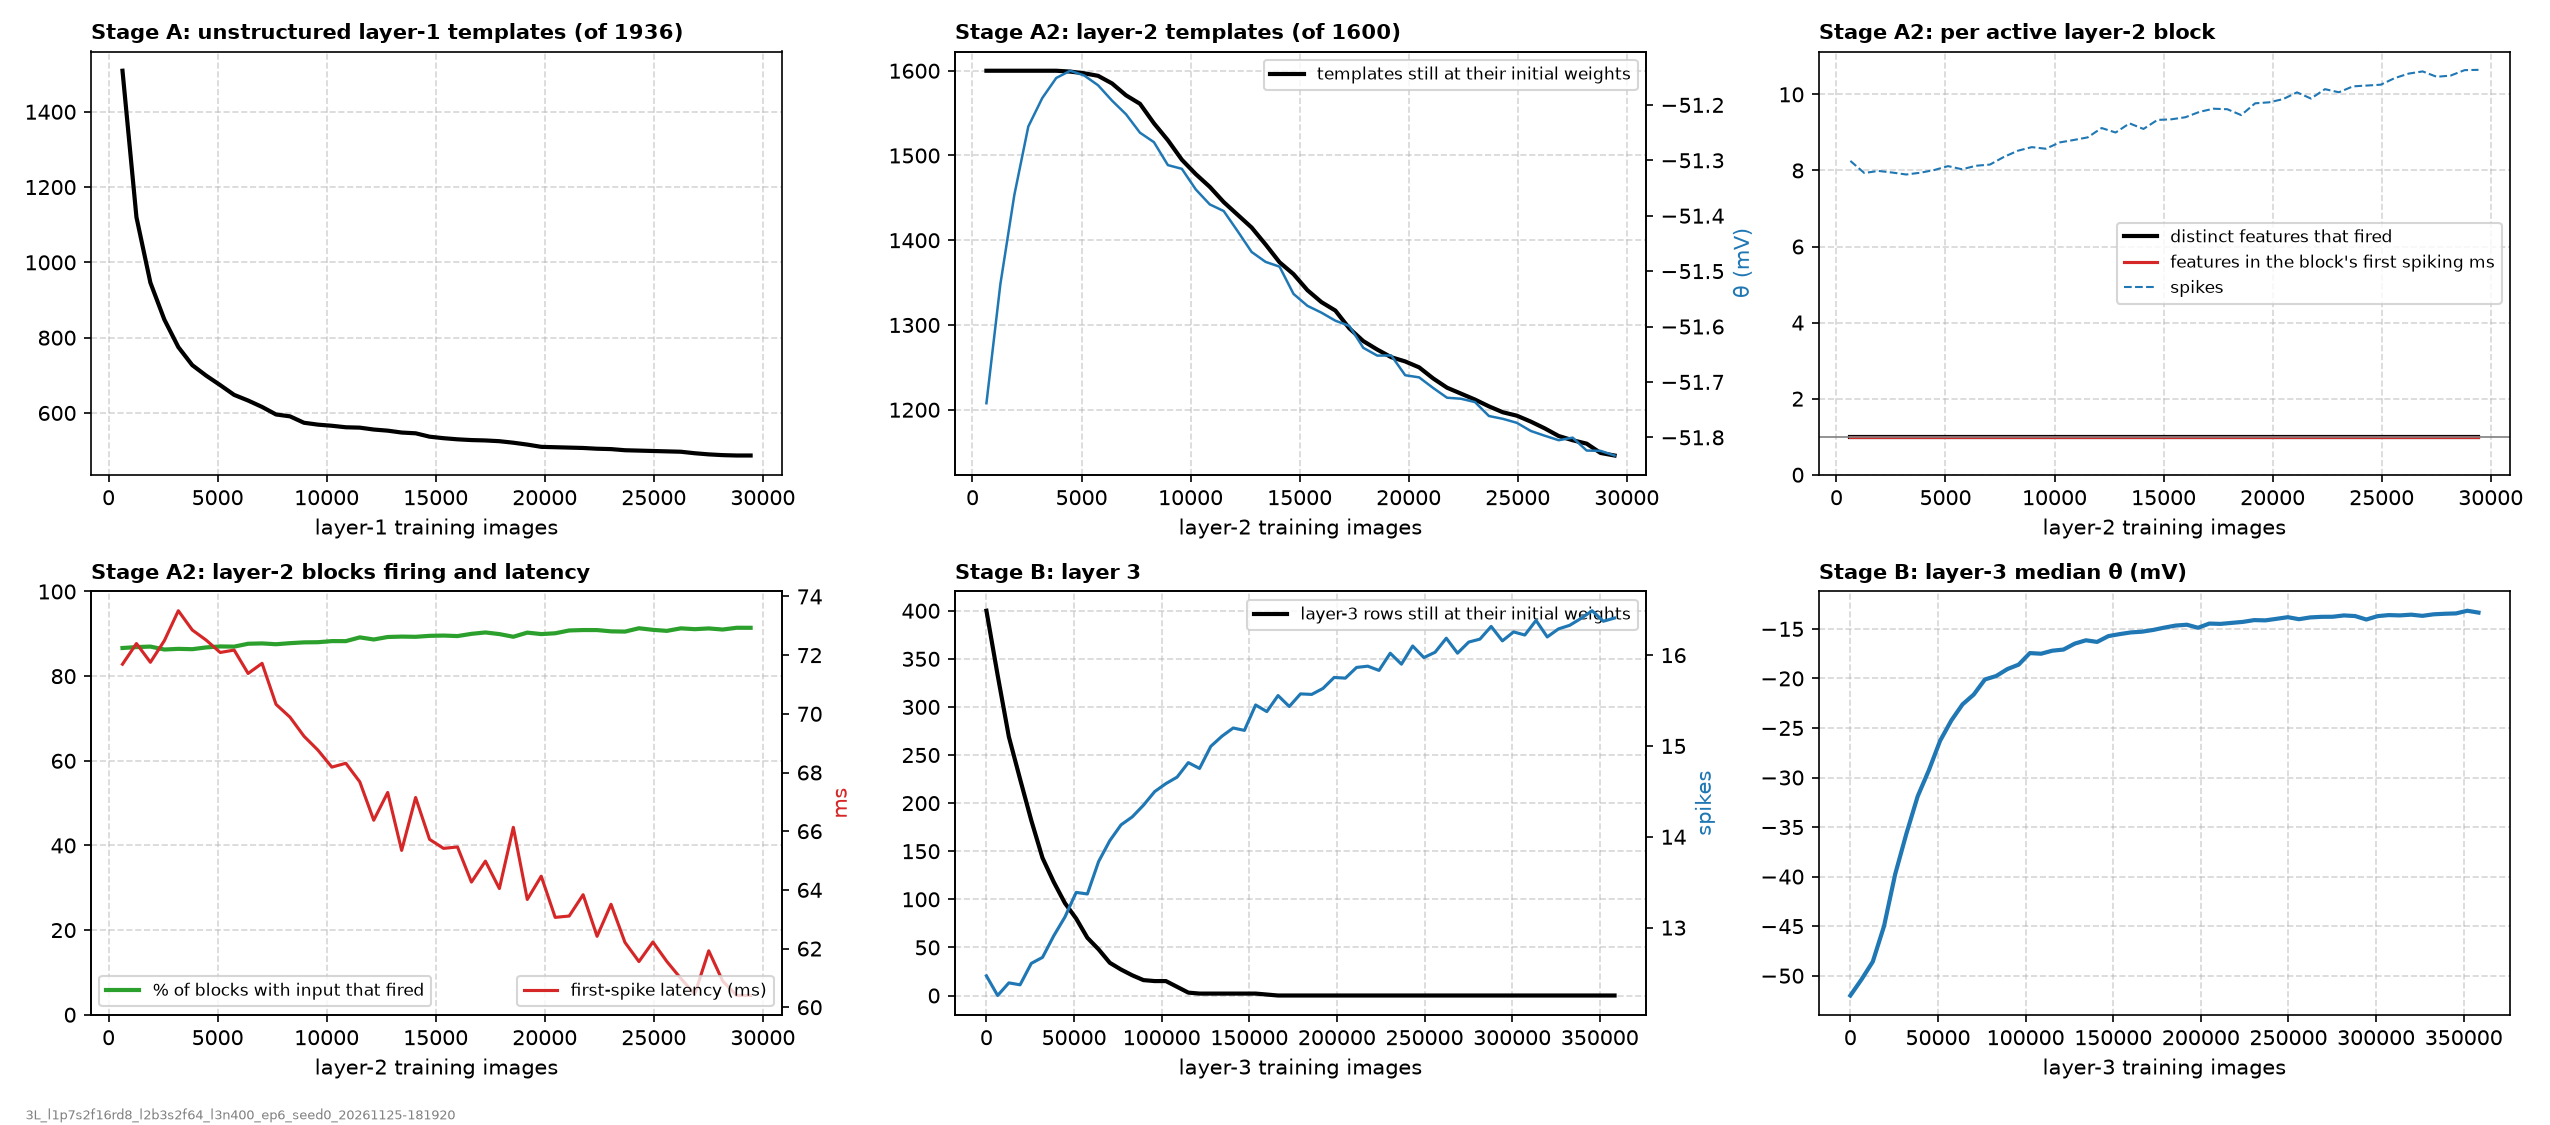 Stage A: unstructured layer-1 templates (of 1936)
1400
1200
1000
800
600
0 5000 10000 15000 20000 25000 30000
layer-1 training images
Stage A2: layer-2 templates (of 1600)
templates still at their initial weights
1600
1500
1400
1300
1200
−51.2
−51.3
−51.4
−51.5
−51.6
−51.7
−51.8
θ (mV)
0 5000 10000 15000 20000 25000 30000
layer-2 training images
Stage A2: per active layer-2 block
10
8
6
4
2
0
distinct features that fired
features in the block's first spiking ms
spikes
0 5000 10000 15000 20000 25000 30000
layer-2 training images
Stage A2: layer-2 blocks firing and latency
100
80
60
40
20
0
74
72
70
68
66
64
62
60
ms
% of blocks with input that fired
first-spike latency (ms)
0 5000 10000 15000 20000 25000 30000
layer-2 training images
Stage B: layer 3
layer-3 rows still at their initial weights
400
350
300
250
200
150
100
50
0
16
15
14
13
spikes
0 50000 100000 150000 200000 250000 300000 350000
layer-3 training images
Stage B: layer-3 median θ (mV)
−15
−20
−25
−30
−35
−40
−45
−50
0 50000 100000 150000 200000 250000 300000 350000
layer-3 training images
3L_l1p7s2f16rd8_l2b3s2f64_l3n400_ep6_seed0_20261125-181920